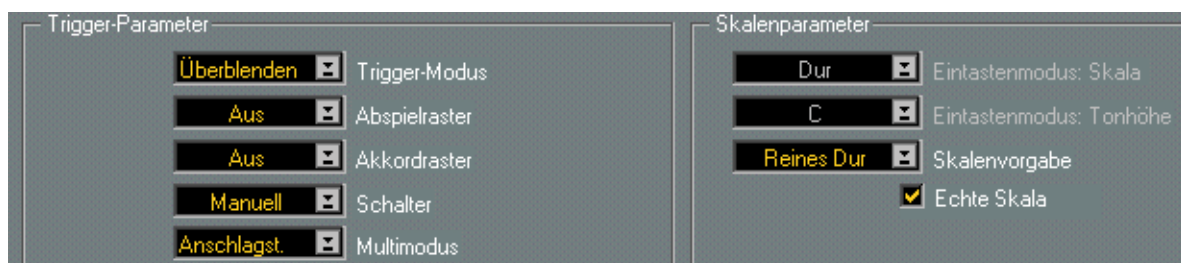 Trigger-Parameter
Überblenden Trigger-Modus
Aus Abspielraster
Aus Akkordraster
Manuell Schalter
Anschlagst. Multimodus
Skalenparameter
Dur Eintastenmodus: Skala
C Eintastenmodus: Tonhöhe
Reines Dur Skalenvorgabe
Echte Skala